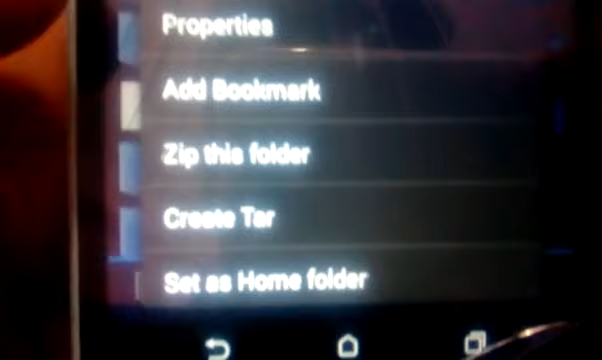 Properties
Add Bookmark
Zip this folder
Create Tar
Set as Home folder